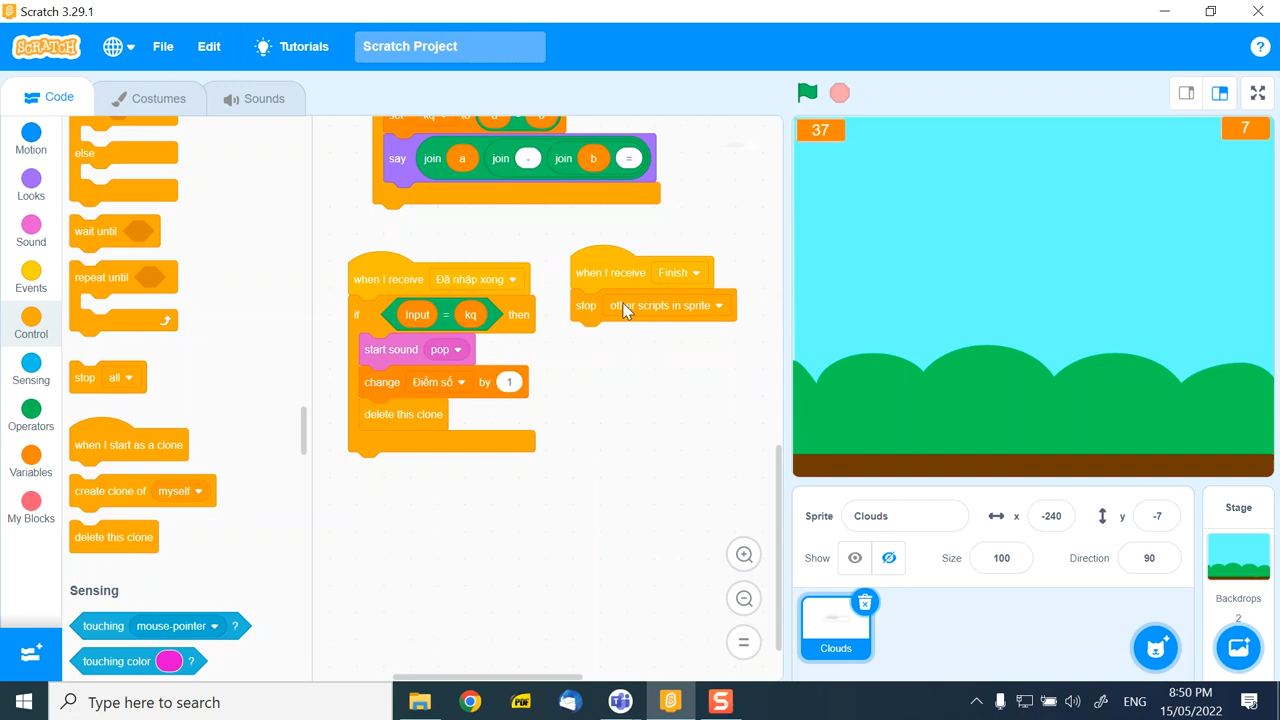 Scratch 3.29.1
SCRATCH
File
Edit
Tutorials
Scratch Project
?
Code
Costumes
Sounds
37
7
Motion
Looks
Sound
Events
Control
Sensing
Operators
Variables
My Blocks
else
wait until
repeat until
stop all
when I start as a clone
create clone of myself
delete this clone
Sensing
touching mouse-pointer ?
touching color ?
set kq to a - b
say join a join - join b =
when I receive Đã nhập xong
if Input = kq then
start sound pop
change Điểm số by 1
delete this clone
when I receive Finish
stop other scripts in sprite
Sprite Clouds x -240 y -7
Show Size 100 Direction 90
Clouds
Stage
Backdrops
2
Type here to search
PDF
S
ENG
8:50 PM
15/05/2022